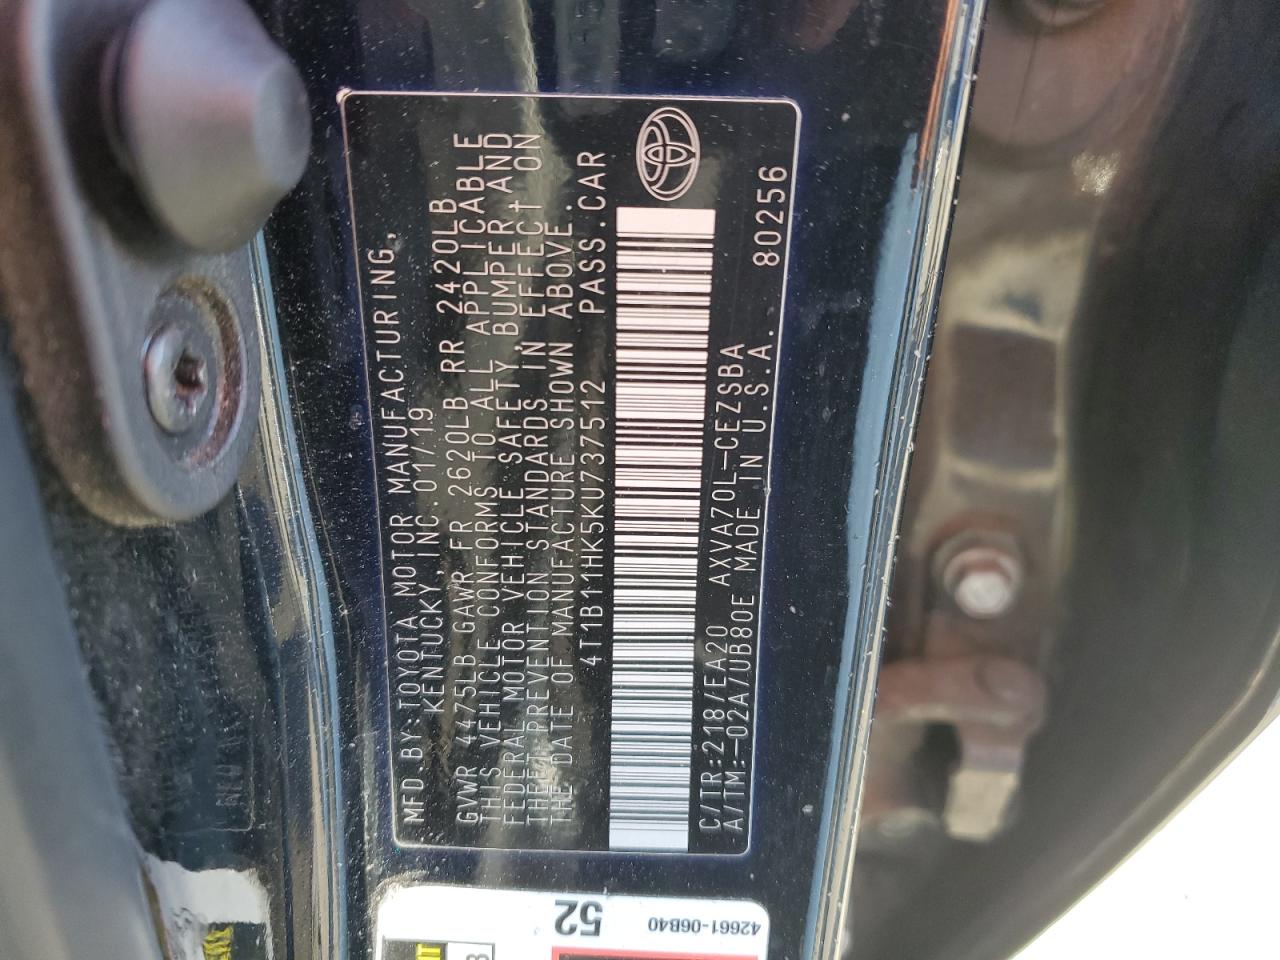 MFD.BY:TOYOTA MOTOR MANUFACTURING,
KENTUCKY INC 01/19
GVWR 4475LB GAWR FR 2620LB RR 2420LB
THIS VEHICLE CONFORMS TO ALL APPLICABLE
FEDERAL MOTOR VEHICLE SAFETY BUMPER, AND
THEFT PREVENTION STANDARDS IN EFFECT ON
THE DATE OF MANUFACTURE SHOWN ABOVE.
4T1B11HK5KU737512 PASS.CAR
C/TR:218/EA20 AXVA70L-CEZSBA
A/TM:-02A/UB80E MADE IN U.S.A. 80256
52
42661-06B40